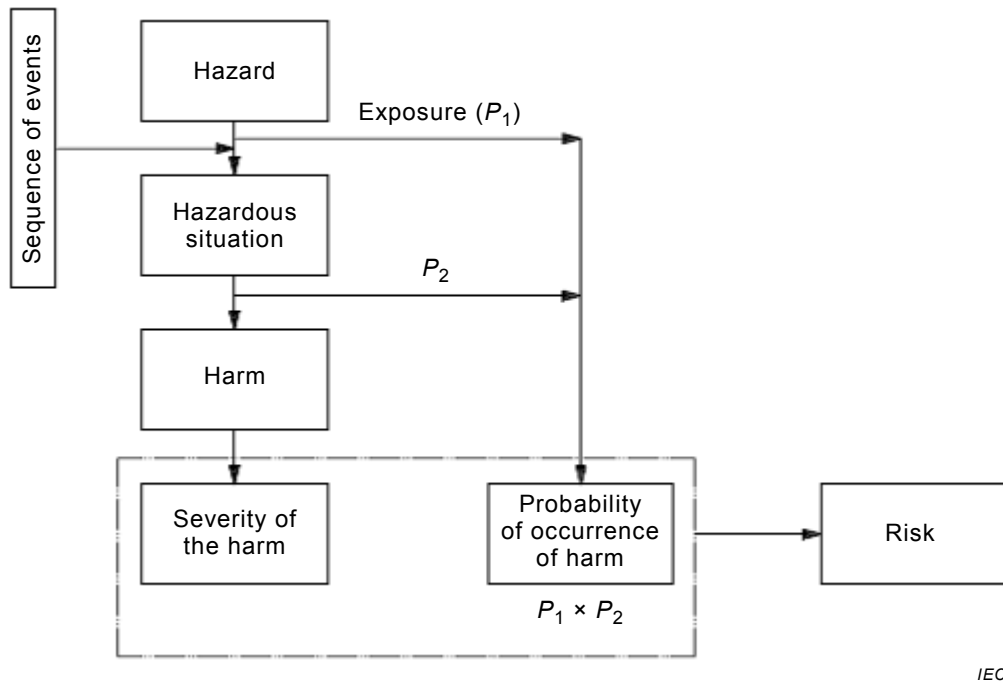 Sequence of events
Hazard
Exposure (P₁)
Hazardous
situation
P₂
Harm
Severity of
the harm
Probability
of occurrence
of harm
P₁ × P₂
Risk
IEC